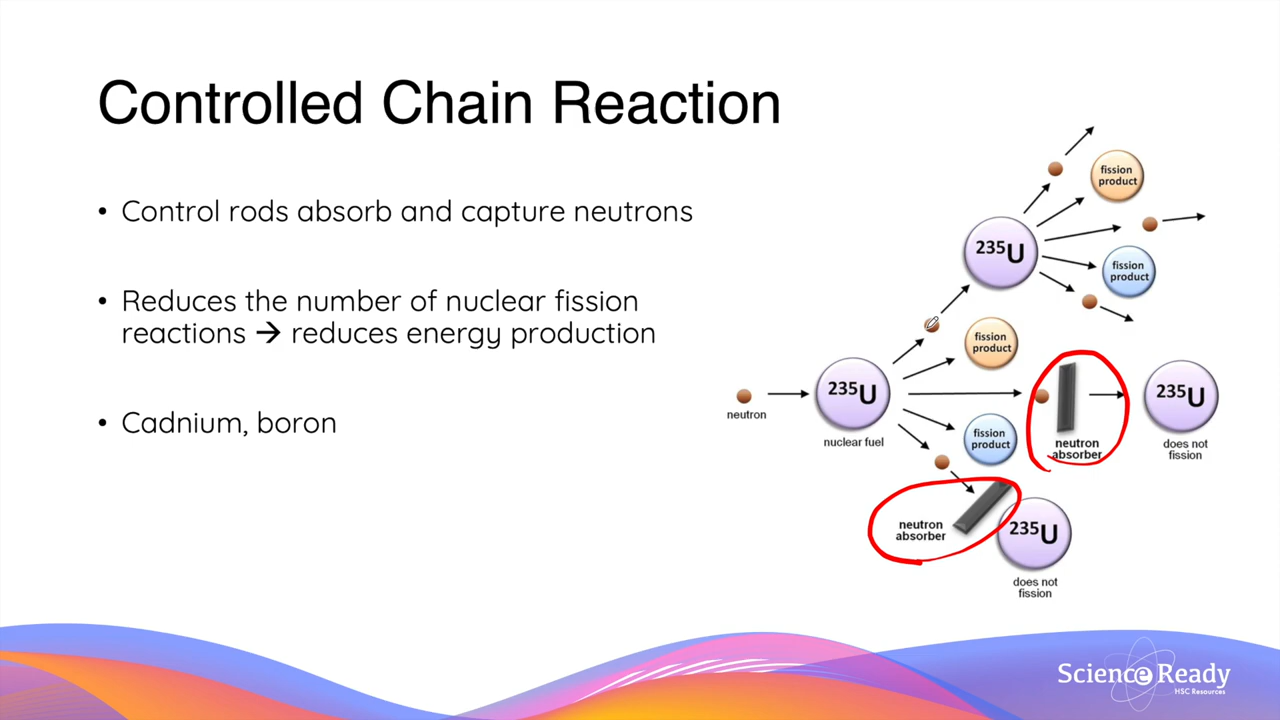 Controlled Chain Reaction
• Control rods absorb and capture neutrons
• Reduces the number of nuclear fission
reactions → reduces energy production
• Cadnium, boron
fission
product
235U
fission
product
fission
product
235U
neutron
nuclear fuel
fission
product
neutron
absorber
235U
does not
fission
neutron
absorber
235U
does not
fission
Science Ready
HSC Resources